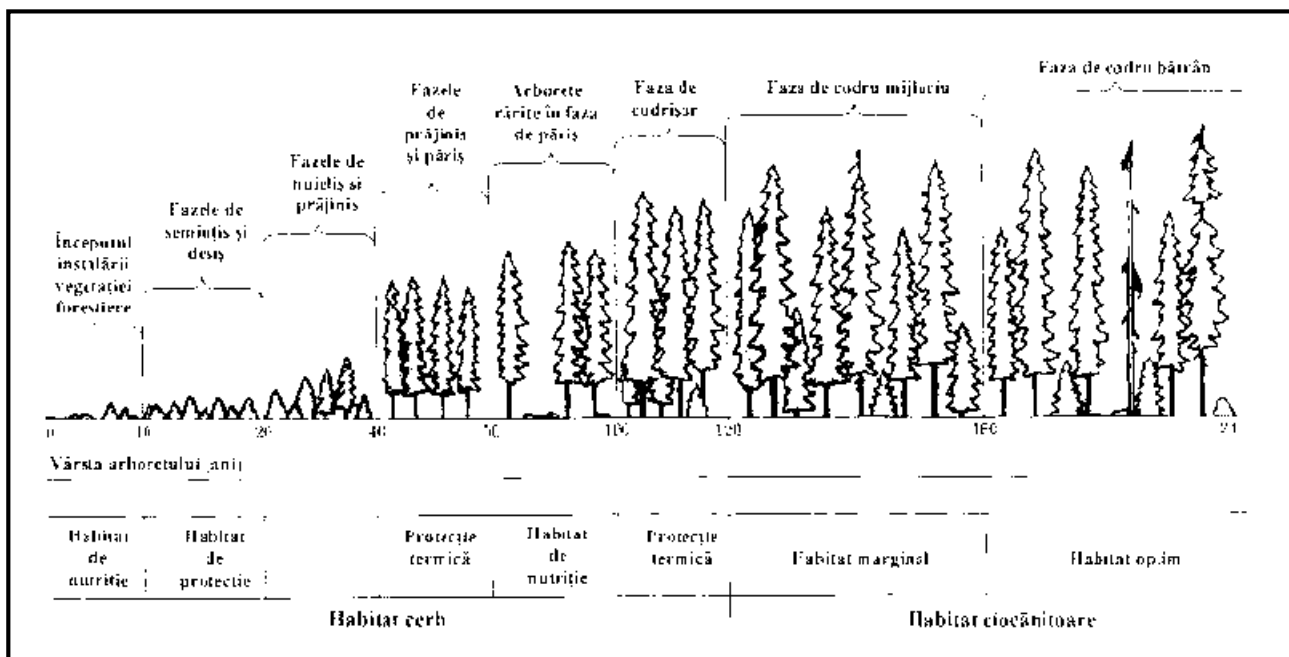 Faza de codru bătrân
Fazele
de
prăjiniș
și păriș
Arborete
rărite în faza
de păriș
Faza de
codrișor
Faza de codru mijlociu
Fazele de
nuieliș și
prăjiniș
Fazele de
semințiș și
desiș
Începutul
instalării
vegetației
forestiere
0 10 20 40 100 120 160
Vârsta arboretului [ani]
Habitat
de
nutriție
Habitat
de
protecție
Protecție
termică
Habitat
de
nutriție
Protecție
termică
Habitat marginal
Habitat optim
Habitat cerb
Habitat ciocănitoare